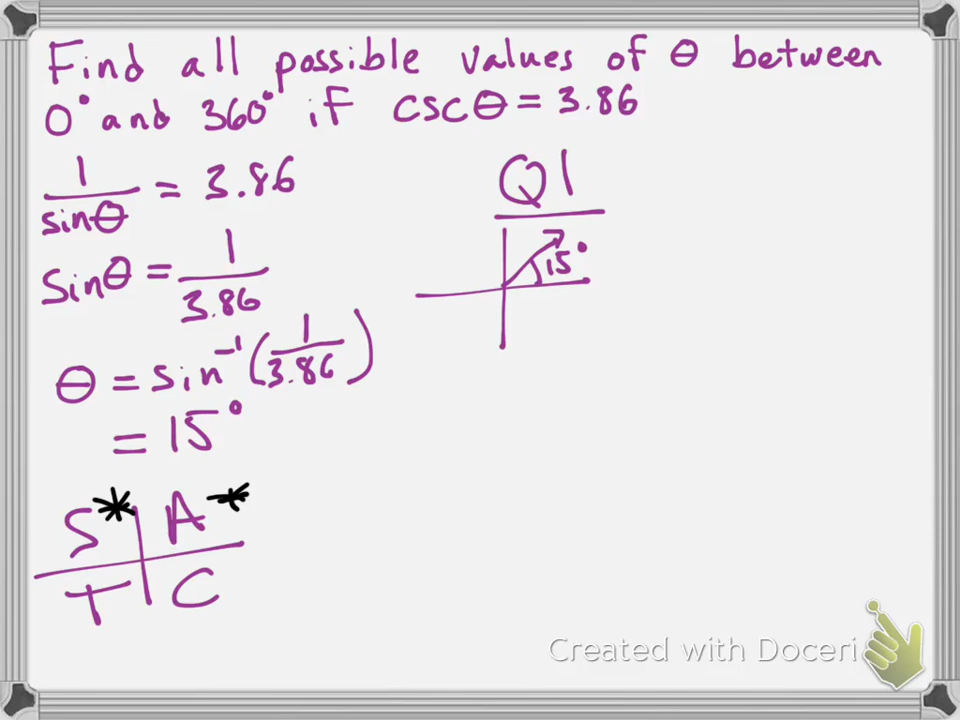 Find all possible values of θ between
0° and 360° if cscθ = 3.86
1/sinθ = 3.86
sinθ = 1/3.86
θ = sin⁻¹(1/3.86)
= 15°
S* A*
T C
Q1
15°
Created with Doceri